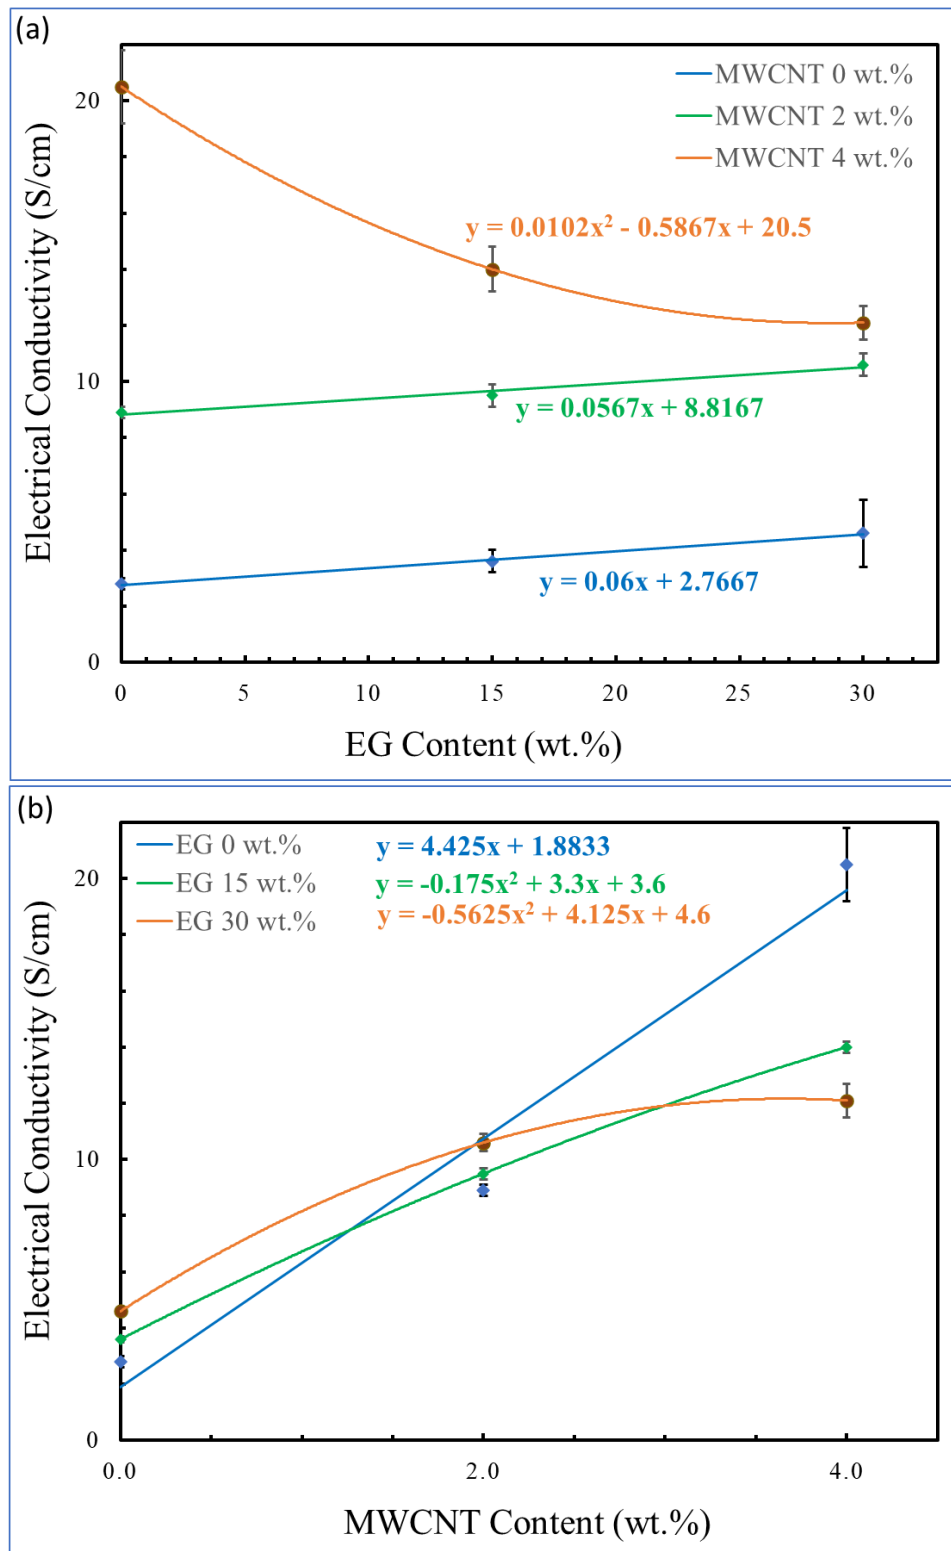 (a)
MWCNT 0 wt.%
MWCNT 2 wt.%
MWCNT 4 wt.%
y = 0.0102x² - 0.5867x + 20.5
y = 0.0567x + 8.8167
y = 0.06x + 2.7667
Electrical Conductivity (S/cm)
20
10
0
0 5 10 15 20 25 30
EG Content (wt.%)
(b)
EG 0 wt.% y = 4.425x + 1.8833
EG 15 wt.% y = -0.175x² + 3.3x + 3.6
EG 30 wt.% y = -0.5625x² + 4.125x + 4.6
Electrical Conductivity (S/cm)
20
10
0
0.0 2.0 4.0
MWCNT Content (wt.%)